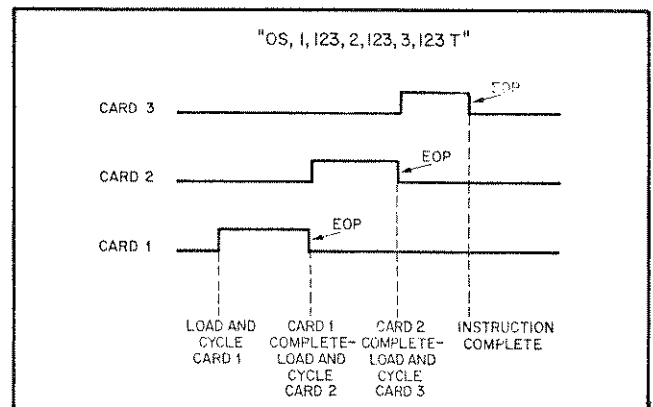 "OS, 1, 123, 2, 123, 3, 123 T"
CARD 3
EOP
CARD 2
EOP
CARD 1
EOP
LOAD AND
CYCLE
CARD 1
CARD 1
COMPLETE-
LOAD AND
CYCLE
CARD 2
CARD 2
COMPLETE-
LOAD AND
CYCLE
CARD 3
INSTRUCTION
COMPLETE